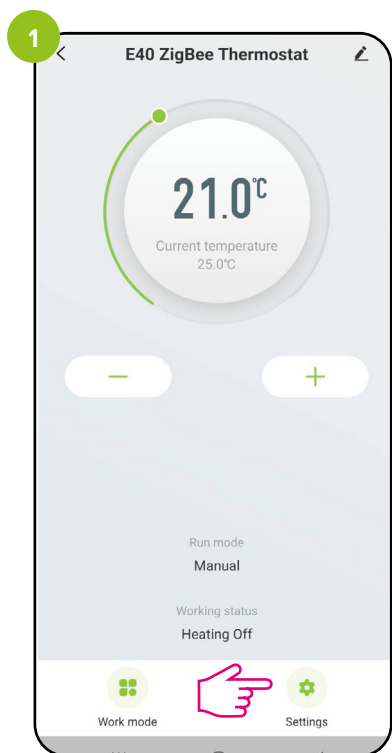 1
E40 ZigBee Thermostat
21.0℃
Current temperature
25.0℃
Run mode
Manual
Working status
Heating Off
Work mode
Settings